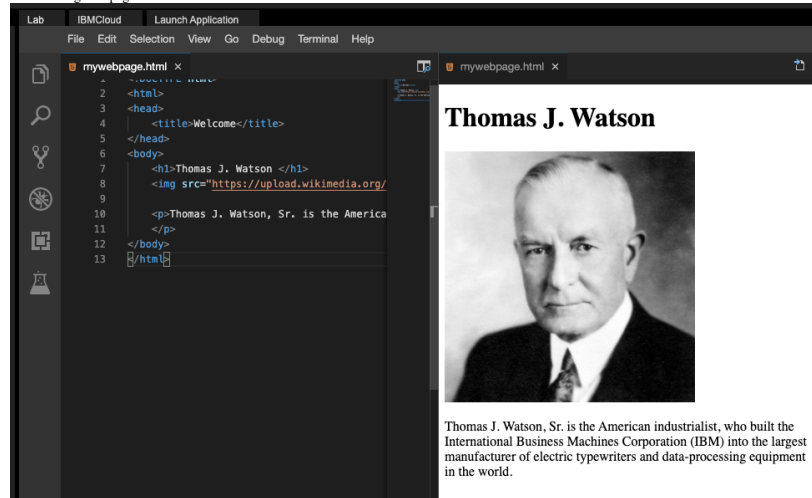 Lab IBMCloud Launch Application
File Edit Selection View Go Debug Terminal Help
mywebpage.html ×
mywebpage.html ×
2 <html>
3 <head>
4 <title>Welcome</title>
5 </head>
6 <body>
7 <h1>Thomas J. Watson </h1>
8 <img src="https://upload.wikimedia.org/
9
10 <p>Thomas J. Watson, Sr. is the America
11 </p>
12 </body>
13 </html>
Thomas J. Watson
Thomas J. Watson, Sr. is the American industrialist, who built the
International Business Machines Corporation (IBM) into the largest
manufacturer of electric typewriters and data-processing equipment
in the world.